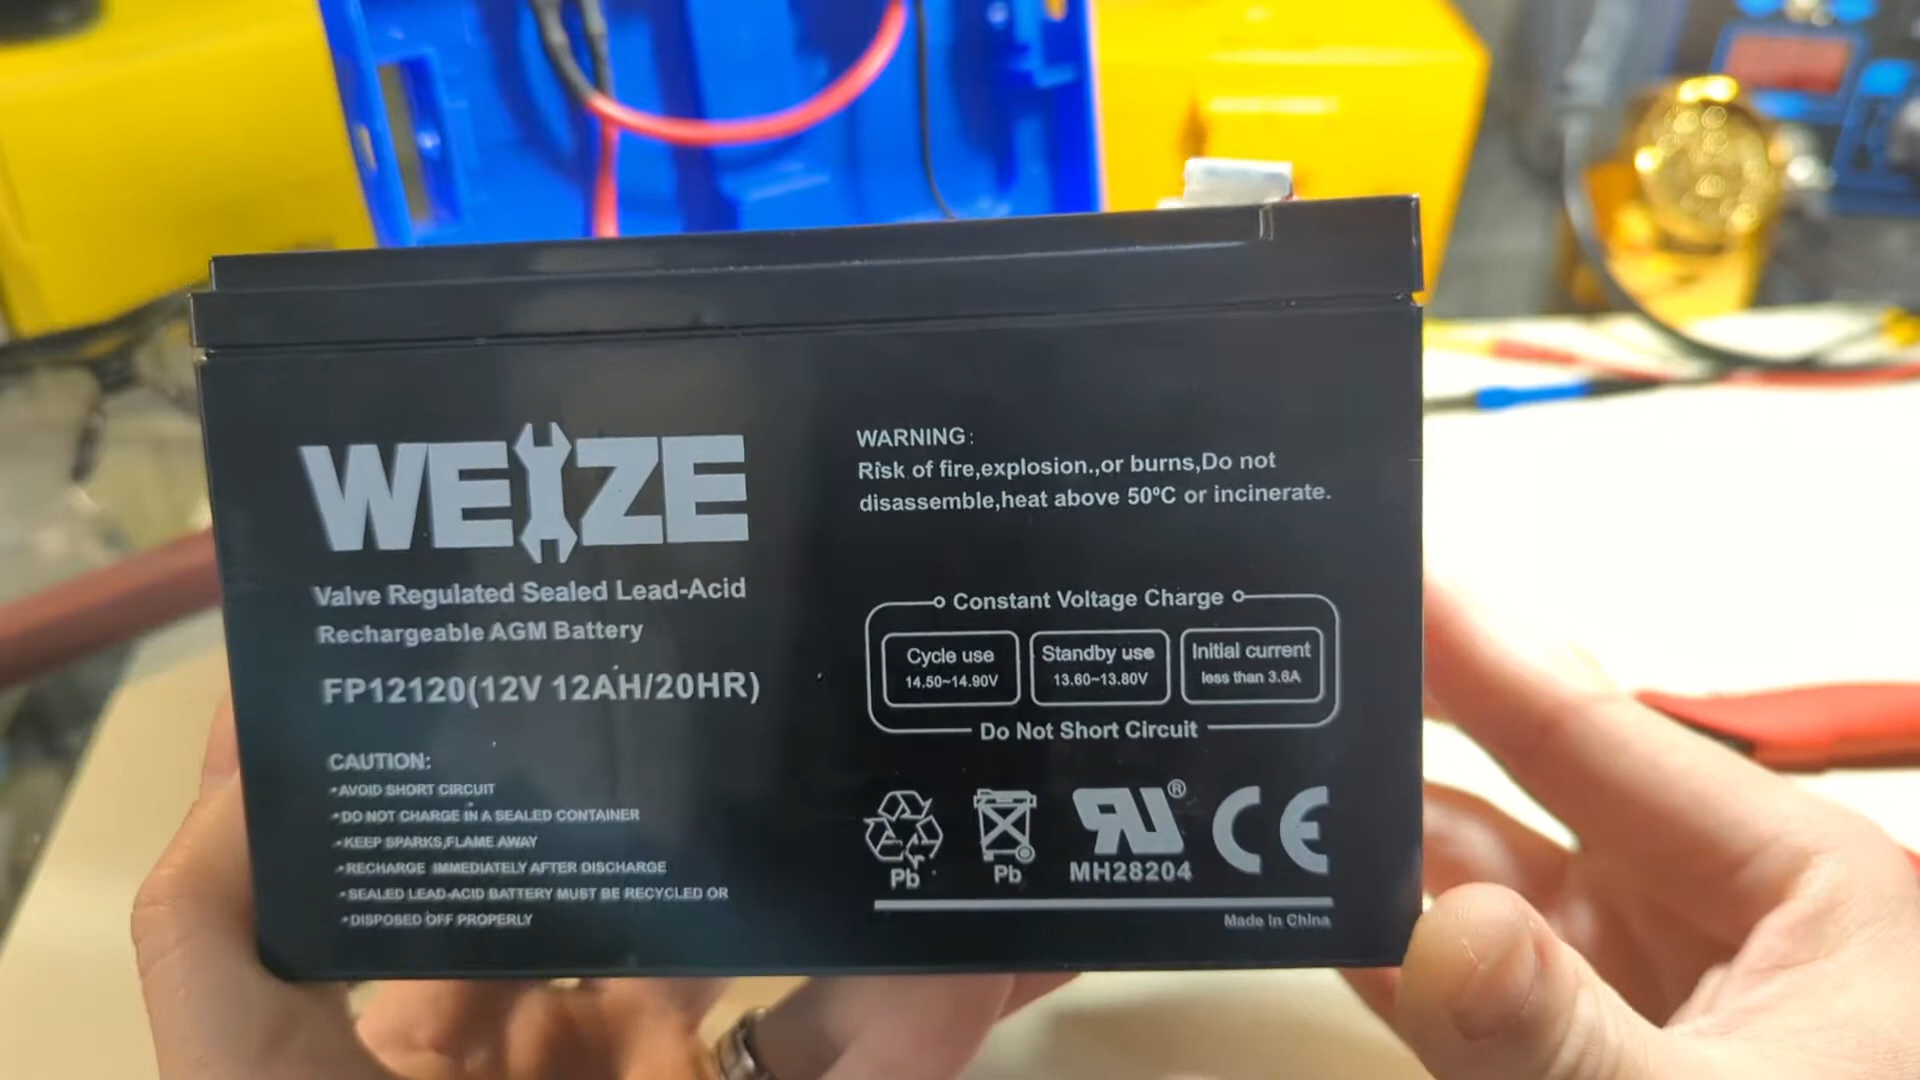 WEIZE
Valve Regulated Sealed Lead-Acid
Rechargeable AGM Battery
FP12120(12V 12AH/20HR)
CAUTION:
•AVOID SHORT CIRCUIT
•DO NOT CHARGE IN A SEALED CONTAINER
•KEEP SPARKS,FLAME AWAY
•RECHARGE IMMEDIATELY AFTER DISCHARGE
•SEALED LEAD-ACID BATTERY MUST BE RECYCLED OR
•DISPOSED OFF PROPERLY
WARNING:
Risk of fire,explosion.,or burns,Do not
disassemble,heat above 50ºC or incinerate.
Constant Voltage Charge
Cycle use
14.50~14.90V
Standby use
13.60~13.80V
Initial current
less than 3.6A
Do Not Short Circuit
Pb
Pb
RU®
MH28204
CE
Made In China